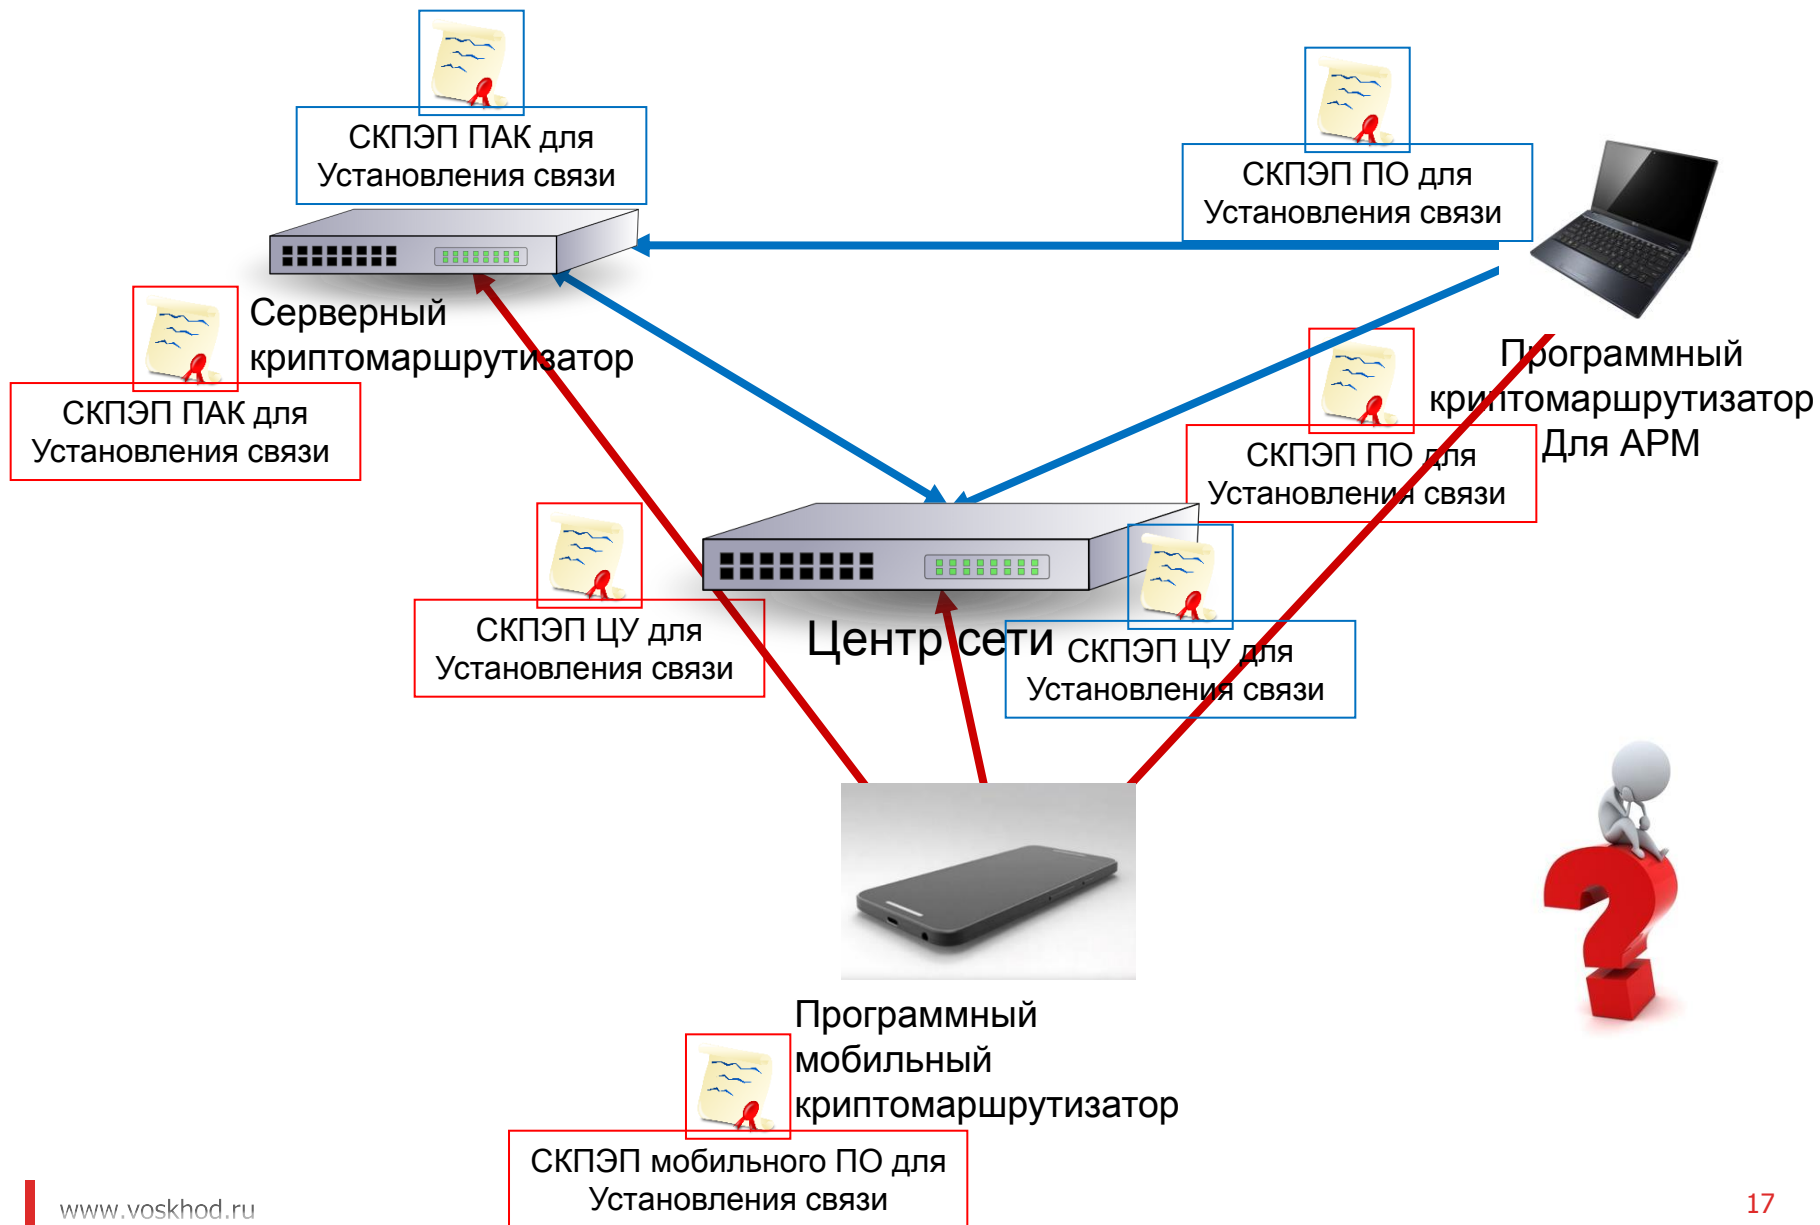 СКПЭП ПАК для
Установления связи
СКПЭП ПО для
Установления связи
Серверный
криптомаршрутизатор
СКПЭП ПАК для
Установления связи
Программный
криптомаршрутизатор
Для АРМ
СКПЭП ПО для
Установления связи
СКПЭП ЦУ для
Установления связи
Центр сети
СКПЭП ЦУ для
Установления связи
Программный
мобильный
криптомаршрутизатор
СКПЭП мобильного ПО для
Установления связи
www.voskhod.ru
17